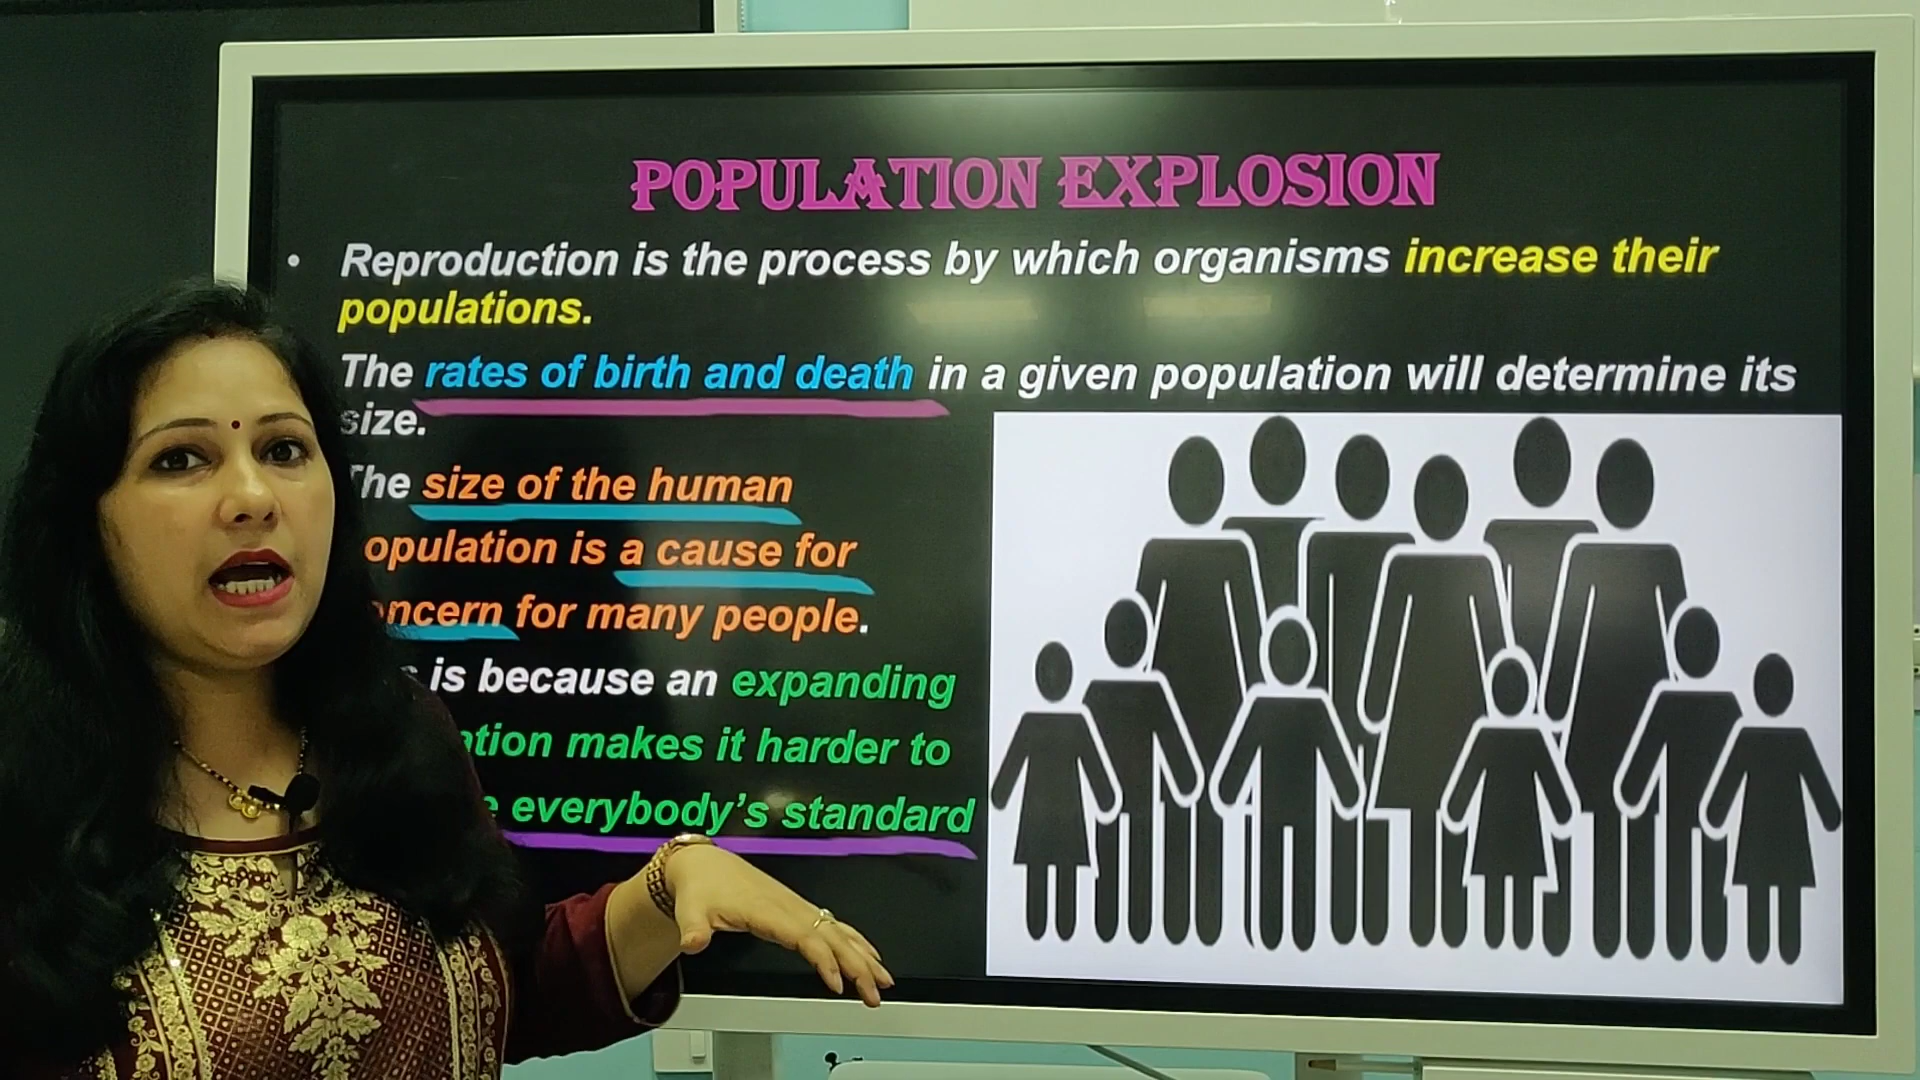 POPULATION EXPLOSION
• Reproduction is the process by which organisms increase their
populations.
The rates of birth and death in a given population will determine its
size.
The size of the human
opulation is a cause for
ncern for many people.
is because an expanding
ation makes it harder to
everybody's standard